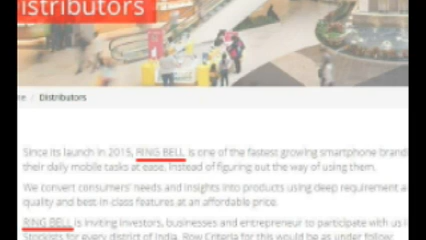 istributors
me / Distributors
Since its launch in 2015, RING BELL is one of the fastest growing smartphone brand
their daily mobile tasks at ease. Instead of figuring out the way of using them.
We convert consumers' needs and insights into products using deep requirement a
quality and best in class features at an affordable price.
RING BELL is inviting investors, businesses and entrepreneur to participate with us
Stockists for every district of India. Row Criteria for this would be as under follow